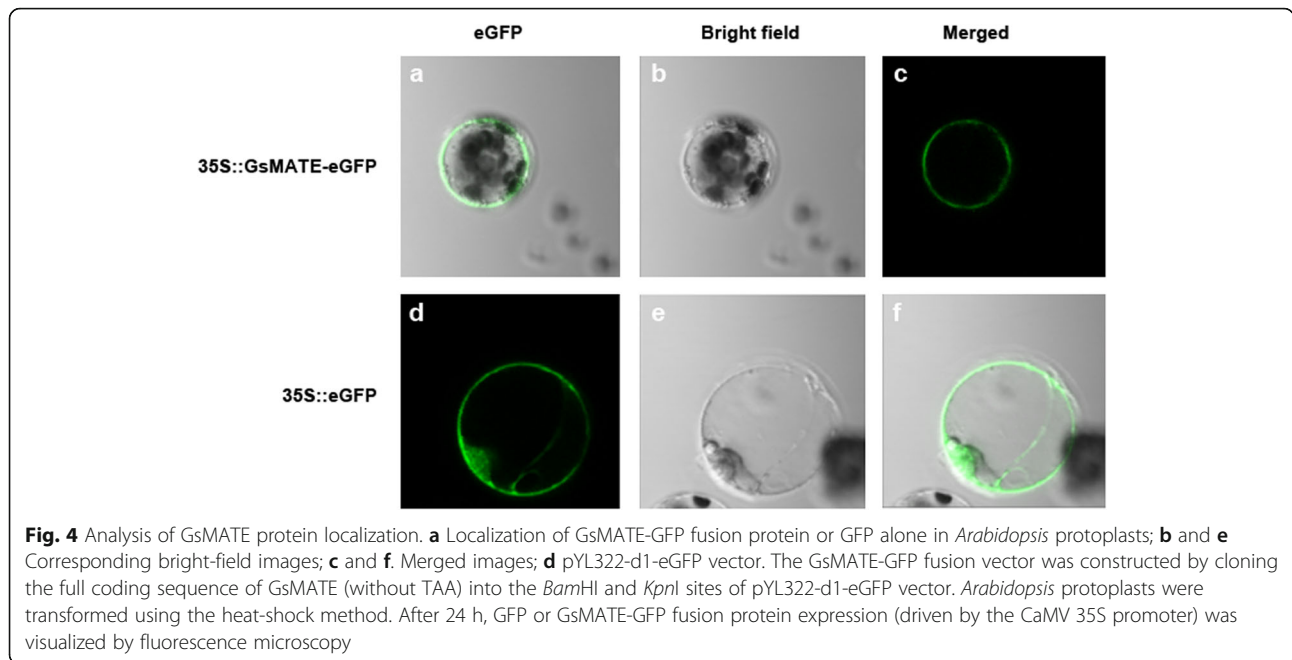 eGFP Bright field Merged
a b c
35S::GsMATE-eGFP
d e f
35S::eGFP
Fig. 4 Analysis of GsMATE protein localization. a Localization of GsMATE-GFP fusion protein or GFP alone in Arabidopsis protoplasts; b and e
Corresponding bright-field images; c and f. Merged images; d pYL322-d1-eGFP vector. The GsMATE-GFP fusion vector was constructed by cloning
the full coding sequence of GsMATE (without TAA) into the BamHI and KpnI sites of pYL322-d1-eGFP vector. Arabidopsis protoplasts were
transformed using the heat-shock method. After 24 h, GFP or GsMATE-GFP fusion protein expression (driven by the CaMV 35S promoter) was
visualized by fluorescence microscopy